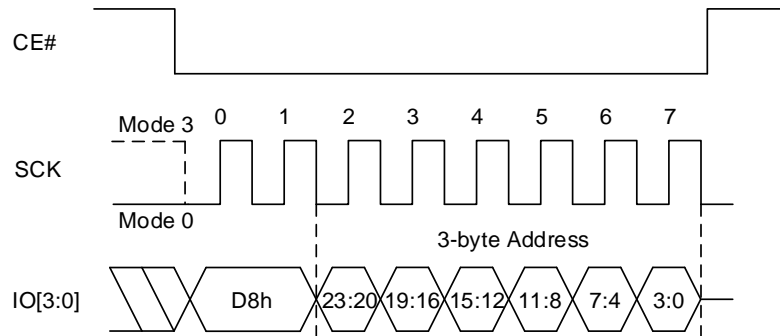 CE#
Mode 3
0 1 2 3 4 5 6 7
SCK
Mode 0
3-byte Address
IO[3:0]
D8h 23:20 19:16 15:12 11:8 7:4 3:0